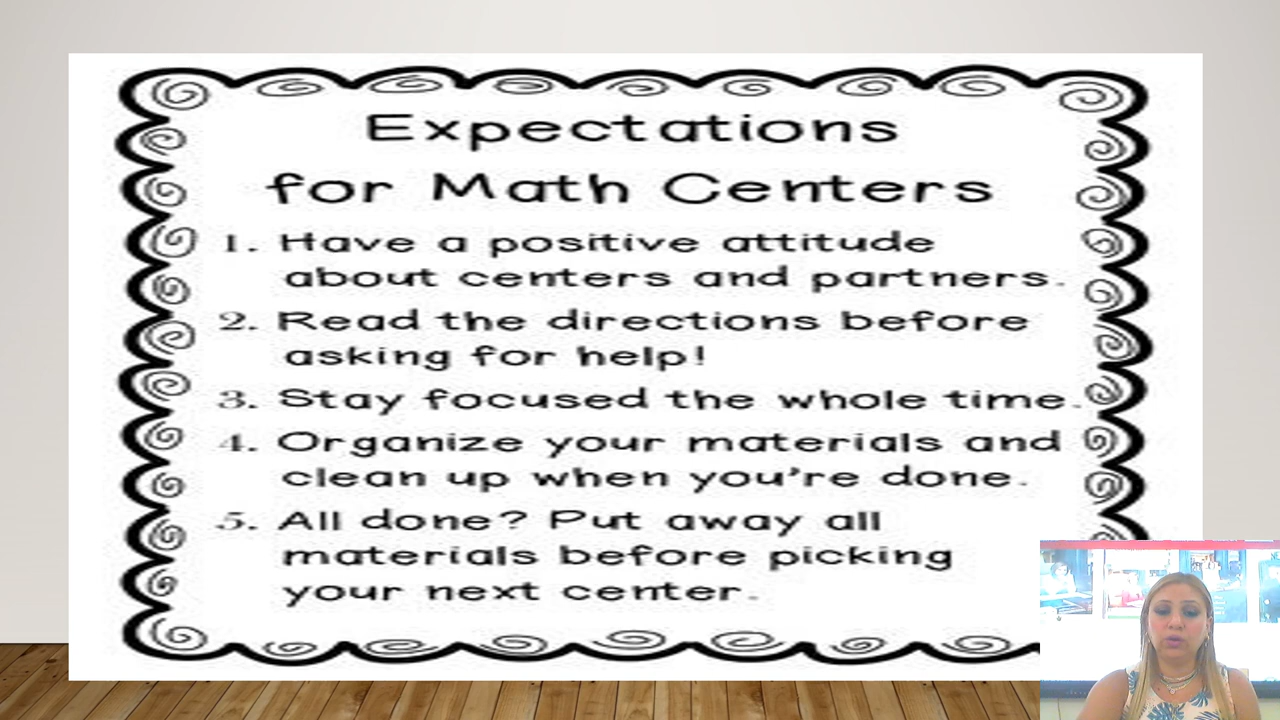 Expectations
for Math Centers
1. Have a positive attitude
about centers and partners.
2. Read the directions before
asking for help!
3. Stay focused the whole time.
4. Organize your materials and
clean up when you're done.
5. All done? Put away all
materials before picking
your next center.